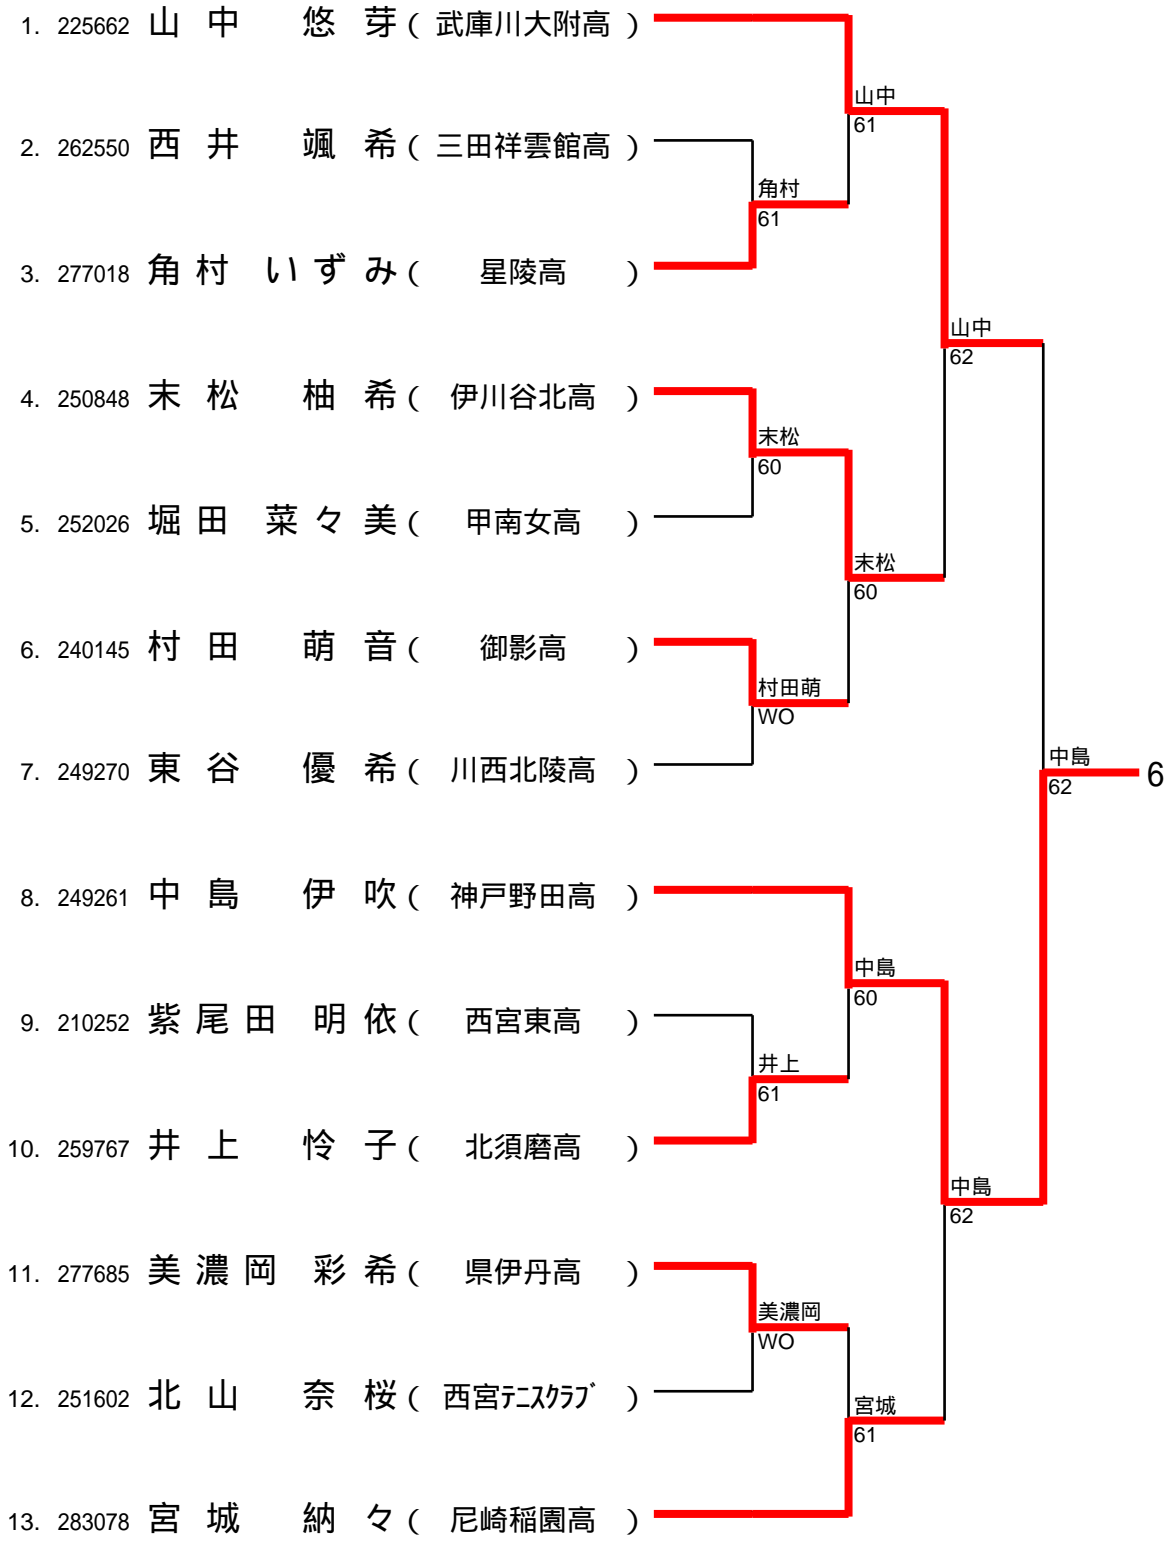 1. 225662 山中 悠芽 ( 武庫川大附高 )
山中
61
2. 262550 西井 颯希 ( 三田祥雲館高 )
角村
61
3. 277018 角村 いずみ ( 星陵高 )
山中
62
4. 250848 末松 柚希 ( 伊川谷北高 )
末松
60
5. 252026 堀田 菜々美 ( 甲南女高 )
末松
60
6. 240145 村田 萌音 ( 御影高 )
村田萌
WO
7. 249270 東谷 優希 ( 川西北陵高 )
中島
62
6
8. 249261 中島 伊吹 ( 神戸野田高 )
中島
60
9. 210252 紫尾田 明依 ( 西宮東高 )
井上
61
10. 259767 井上 怜子 ( 北須磨高 )
中島
62
11. 277685 美濃岡 彩希 ( 県伊丹高 )
美濃岡
WO
12. 251602 北山 奈桜 ( 西宮ﾃﾆｽｸﾗﾌﾞ )
宮城
61
13. 283078 宮城 納々 ( 尼崎稲園高 )